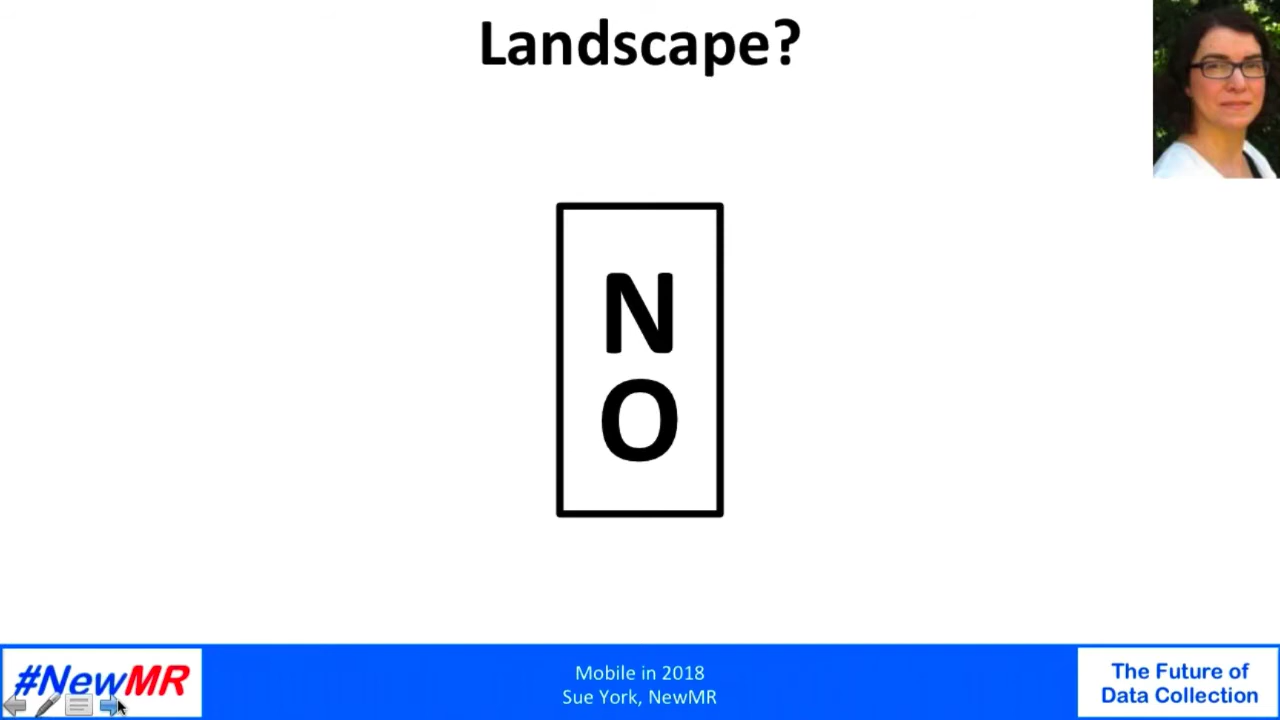 Landscape?
N
O
#NewMR
Mobile in 2018
Sue York, NewMR
The Future of
Data Collection